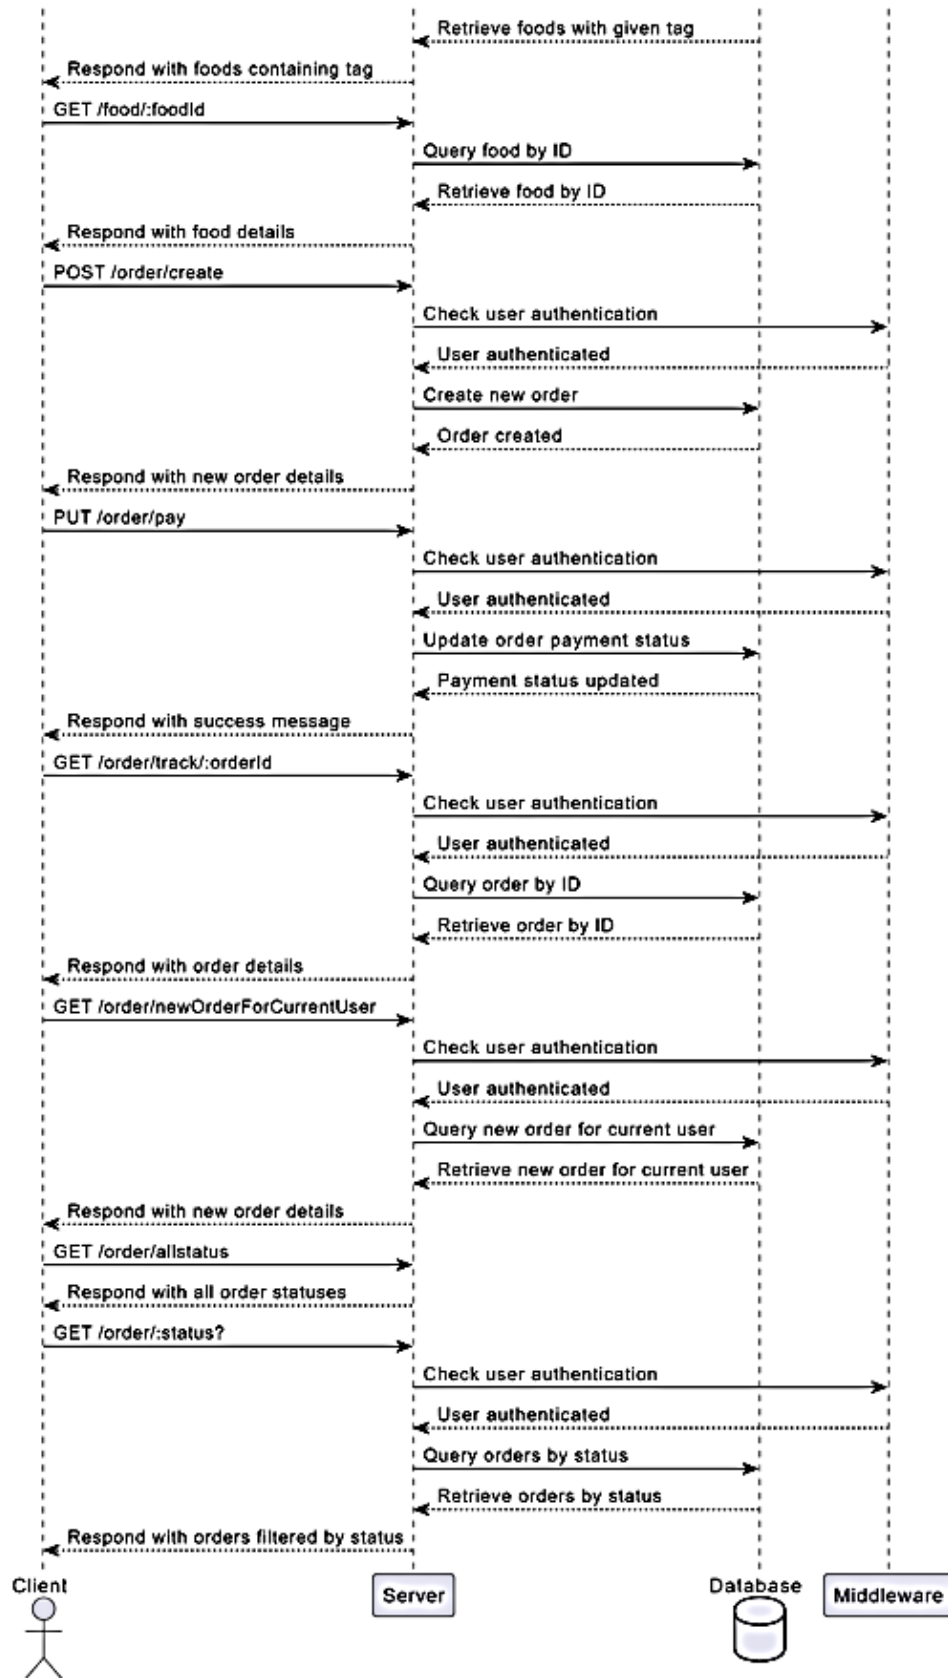 Retrieve foods with given tag
Respond with foods containing tag
GET /food/:foodId
Query food by ID
Retrieve food by ID
Respond with food details
POST /order/create
Check user authentication
User authenticated
Create new order
Order created
Respond with new order details
PUT /order/pay
Check user authentication
User authenticated
Update order payment status
Payment status updated
Respond with success message
GET /order/track/:orderId
Check user authentication
User authenticated
Query order by ID
Retrieve order by ID
Respond with order details
GET /order/newOrderForCurrentUser
Check user authentication
User authenticated
Query new order for current user
Retrieve new order for current user
Respond with new order details
GET /order/allstatus
Respond with all order statuses
GET /order/:status?
Check user authentication
User authenticated
Query orders by status
Retrieve orders by status
Respond with orders filtered by status
Client
Server
Database
Middleware